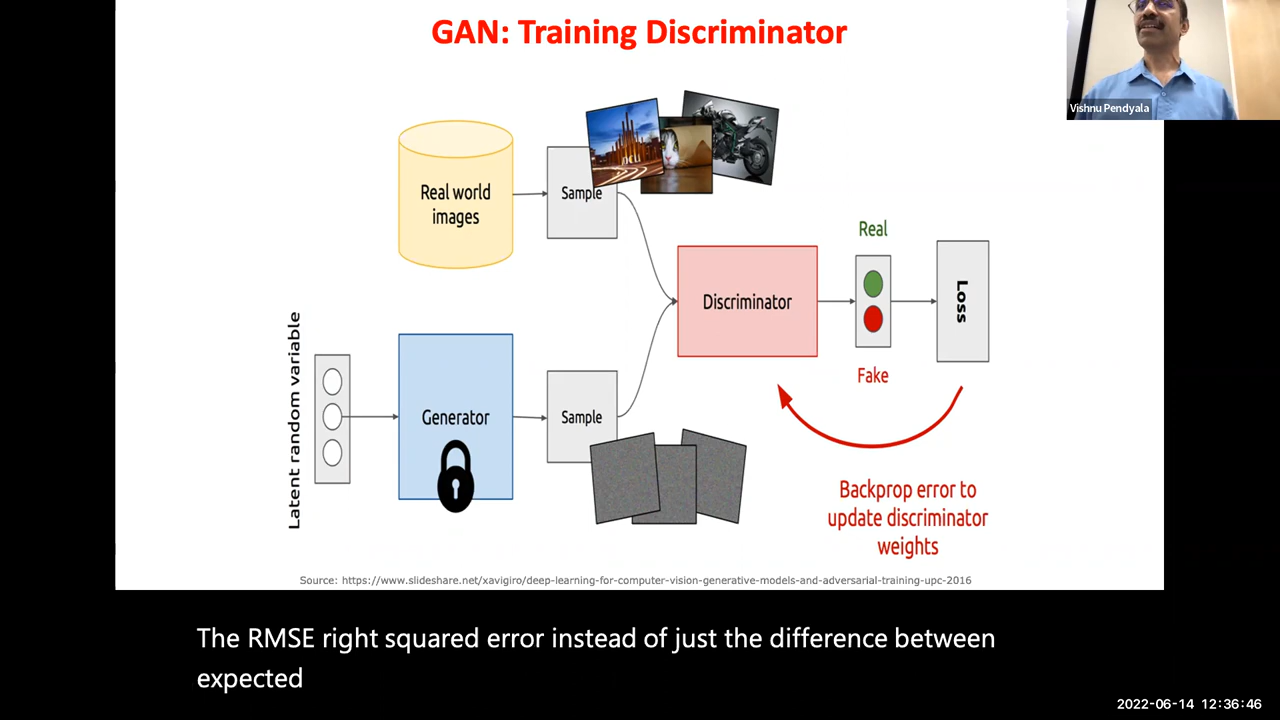 GAN: Training Discriminator
Vishnu Pendyala
Real world
images
Sample
Real
Discriminator
Loss
Fake
Latent random variable
Generator
Sample
Backprop error to
update discriminator
weights
Source: https://www.slideshare.net/xavigiro/deep-learning-for-computer-vision-generative-models-and-adversarial-training-upc-2016
The RMSE right squared error instead of just the difference between
expected
2022-06-14 12:36:46